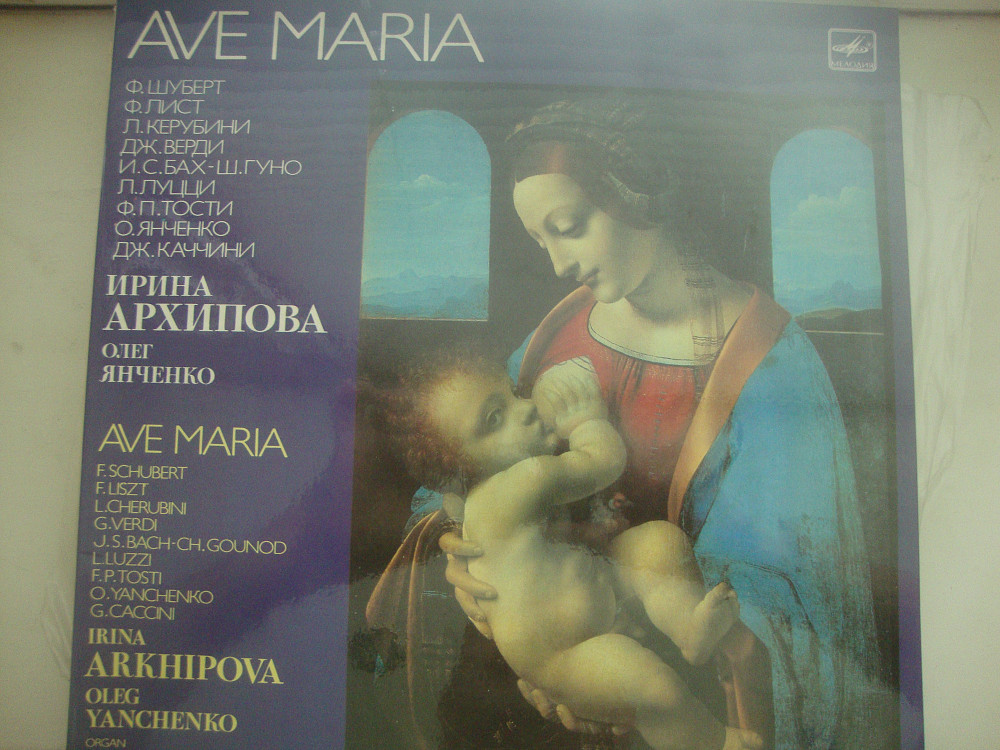 AVE MARIA
МЕЛОДИЯ
Ф.ШУБЕРТ
Ф.ЛИСТ
Л.КЕРУБИНИ
ДЖ.ВЕРДИ
И.С.БАХ-Ш.ГУНО
Л.ЛУЦЦИ
Ф.П.ТОСТИ
О.ЯНЧЕНКО
ДЖ.КАЧЧИНИ
ИРИНА
АРХИПОВА
ОЛЕГ
ЯНЧЕНКО
AVE MARIA
F.SCHUBERT
F.LISZT
L.CHERUBINI
G.VERDI
J.S.BACH-CH.GOUNOD
L.LUZZI
F.P.TOSTI
O.YANCHENKO
G.CACCINI
IRINA
ARKHIPOVA
OLEG
YANCHENKO
ORGAN